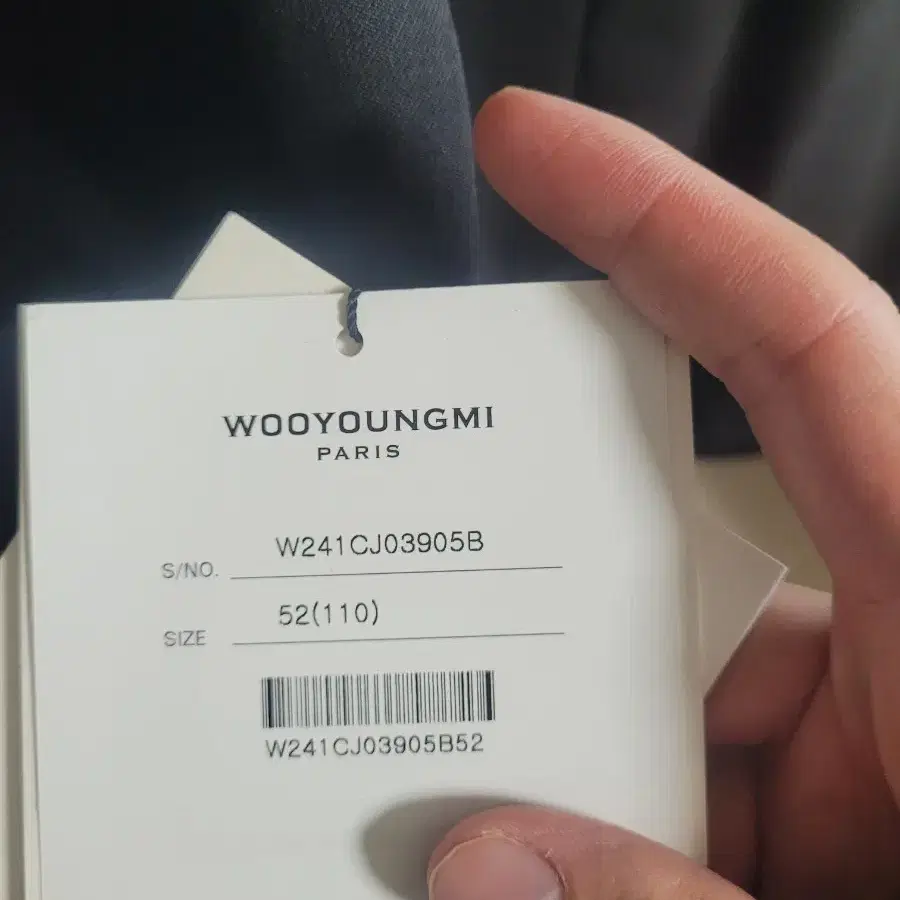 WOOYOUNGMI
PARIS
S/NO. W241CJ03905B
SIZE 52(110)
W241CJ03905B52